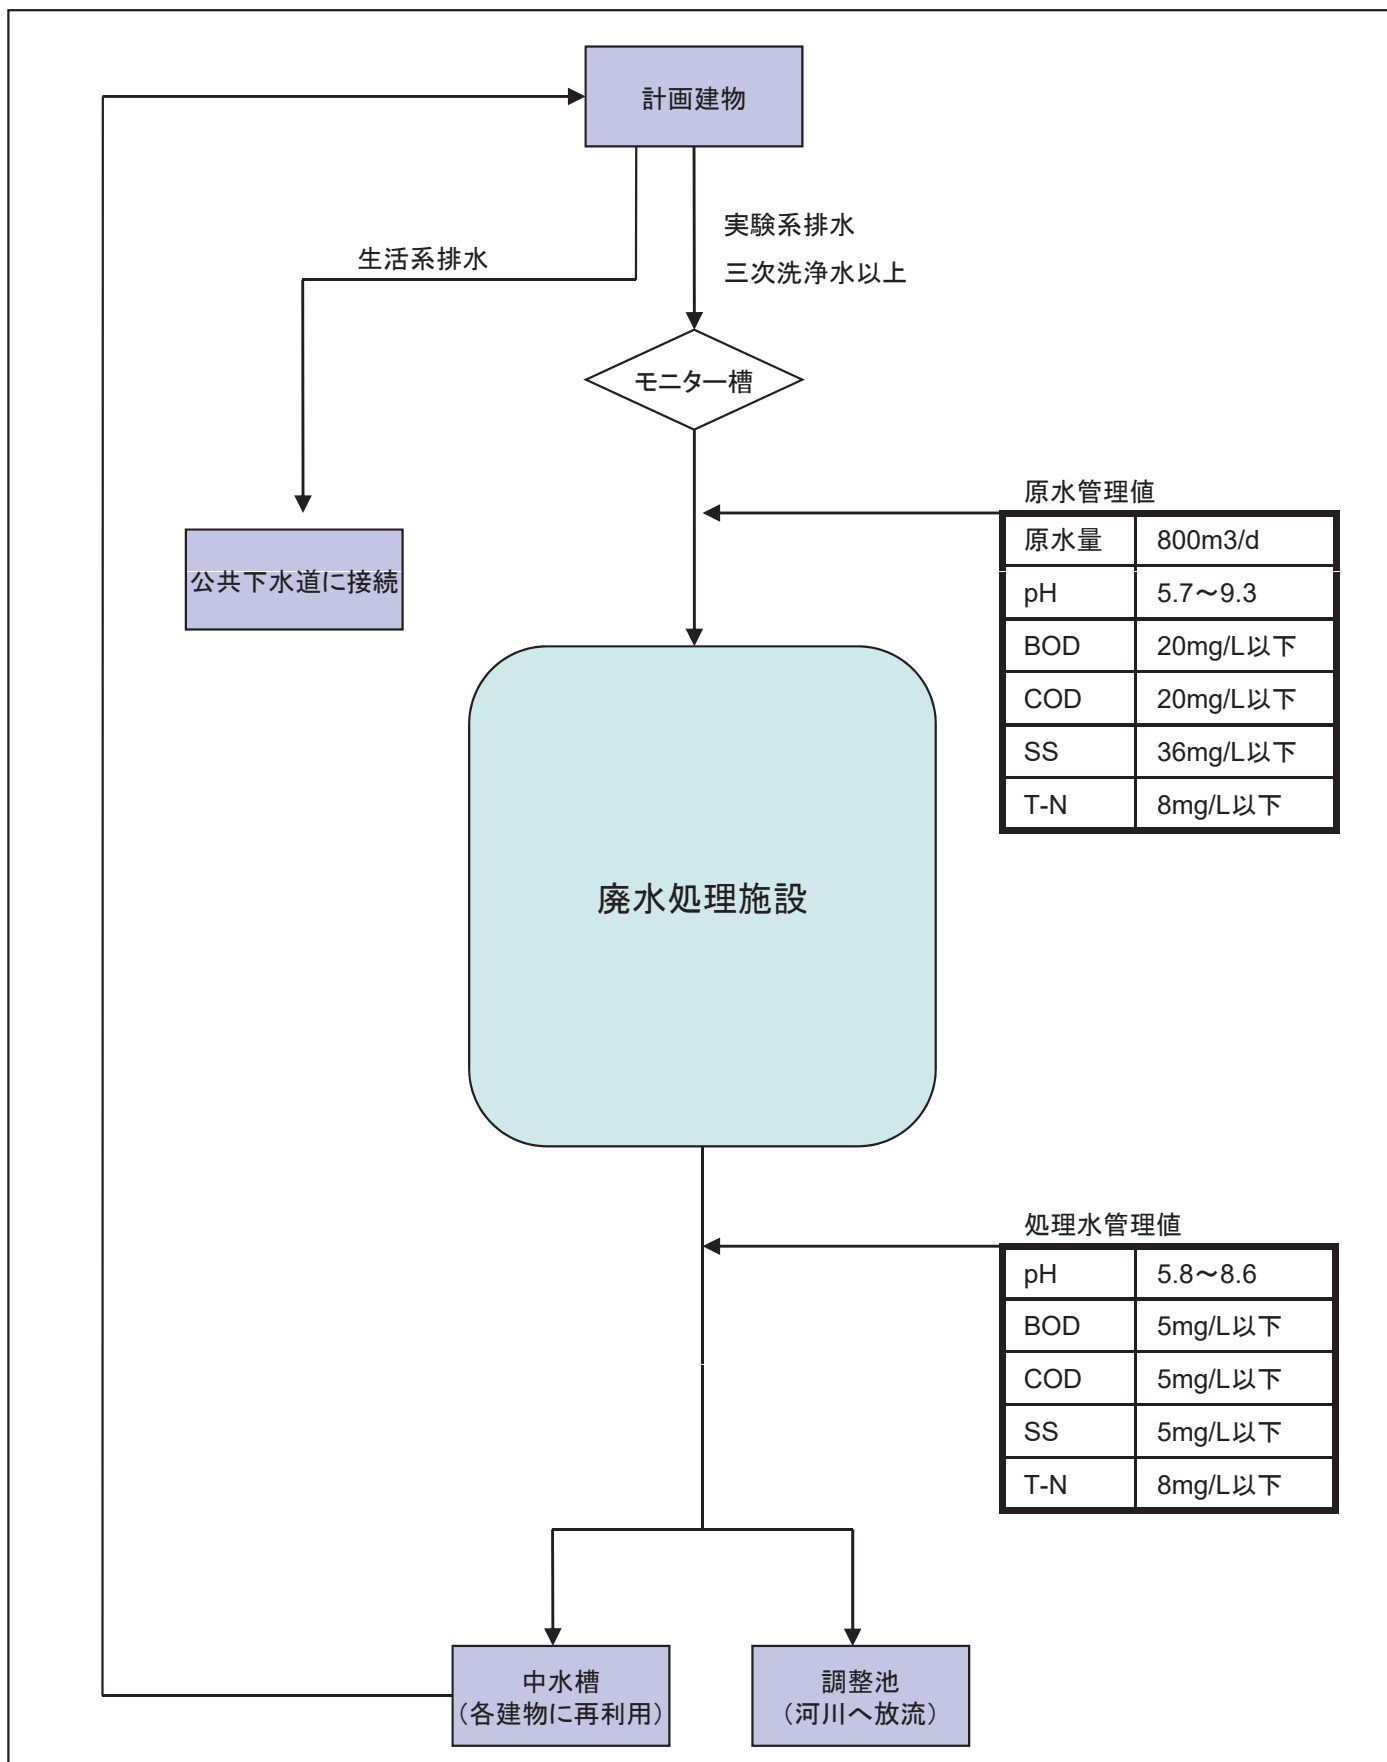 計画建物
実験系排水
三次洗浄水以上
生活系排水
モニター槽
公共下水道に接続
原水管理値
原水量 800m3/d
pH 5.7～9.3
BOD 20mg/L以下
COD 20mg/L以下
SS 36mg/L以下
T-N 8mg/L以下
廃水処理施設
処理水管理値
pH 5.8～8.6
BOD 5mg/L以下
COD 5mg/L以下
SS 5mg/L以下
T-N 8mg/L以下
中水槽
（各建物に再利用）
調整池
（河川へ放流）